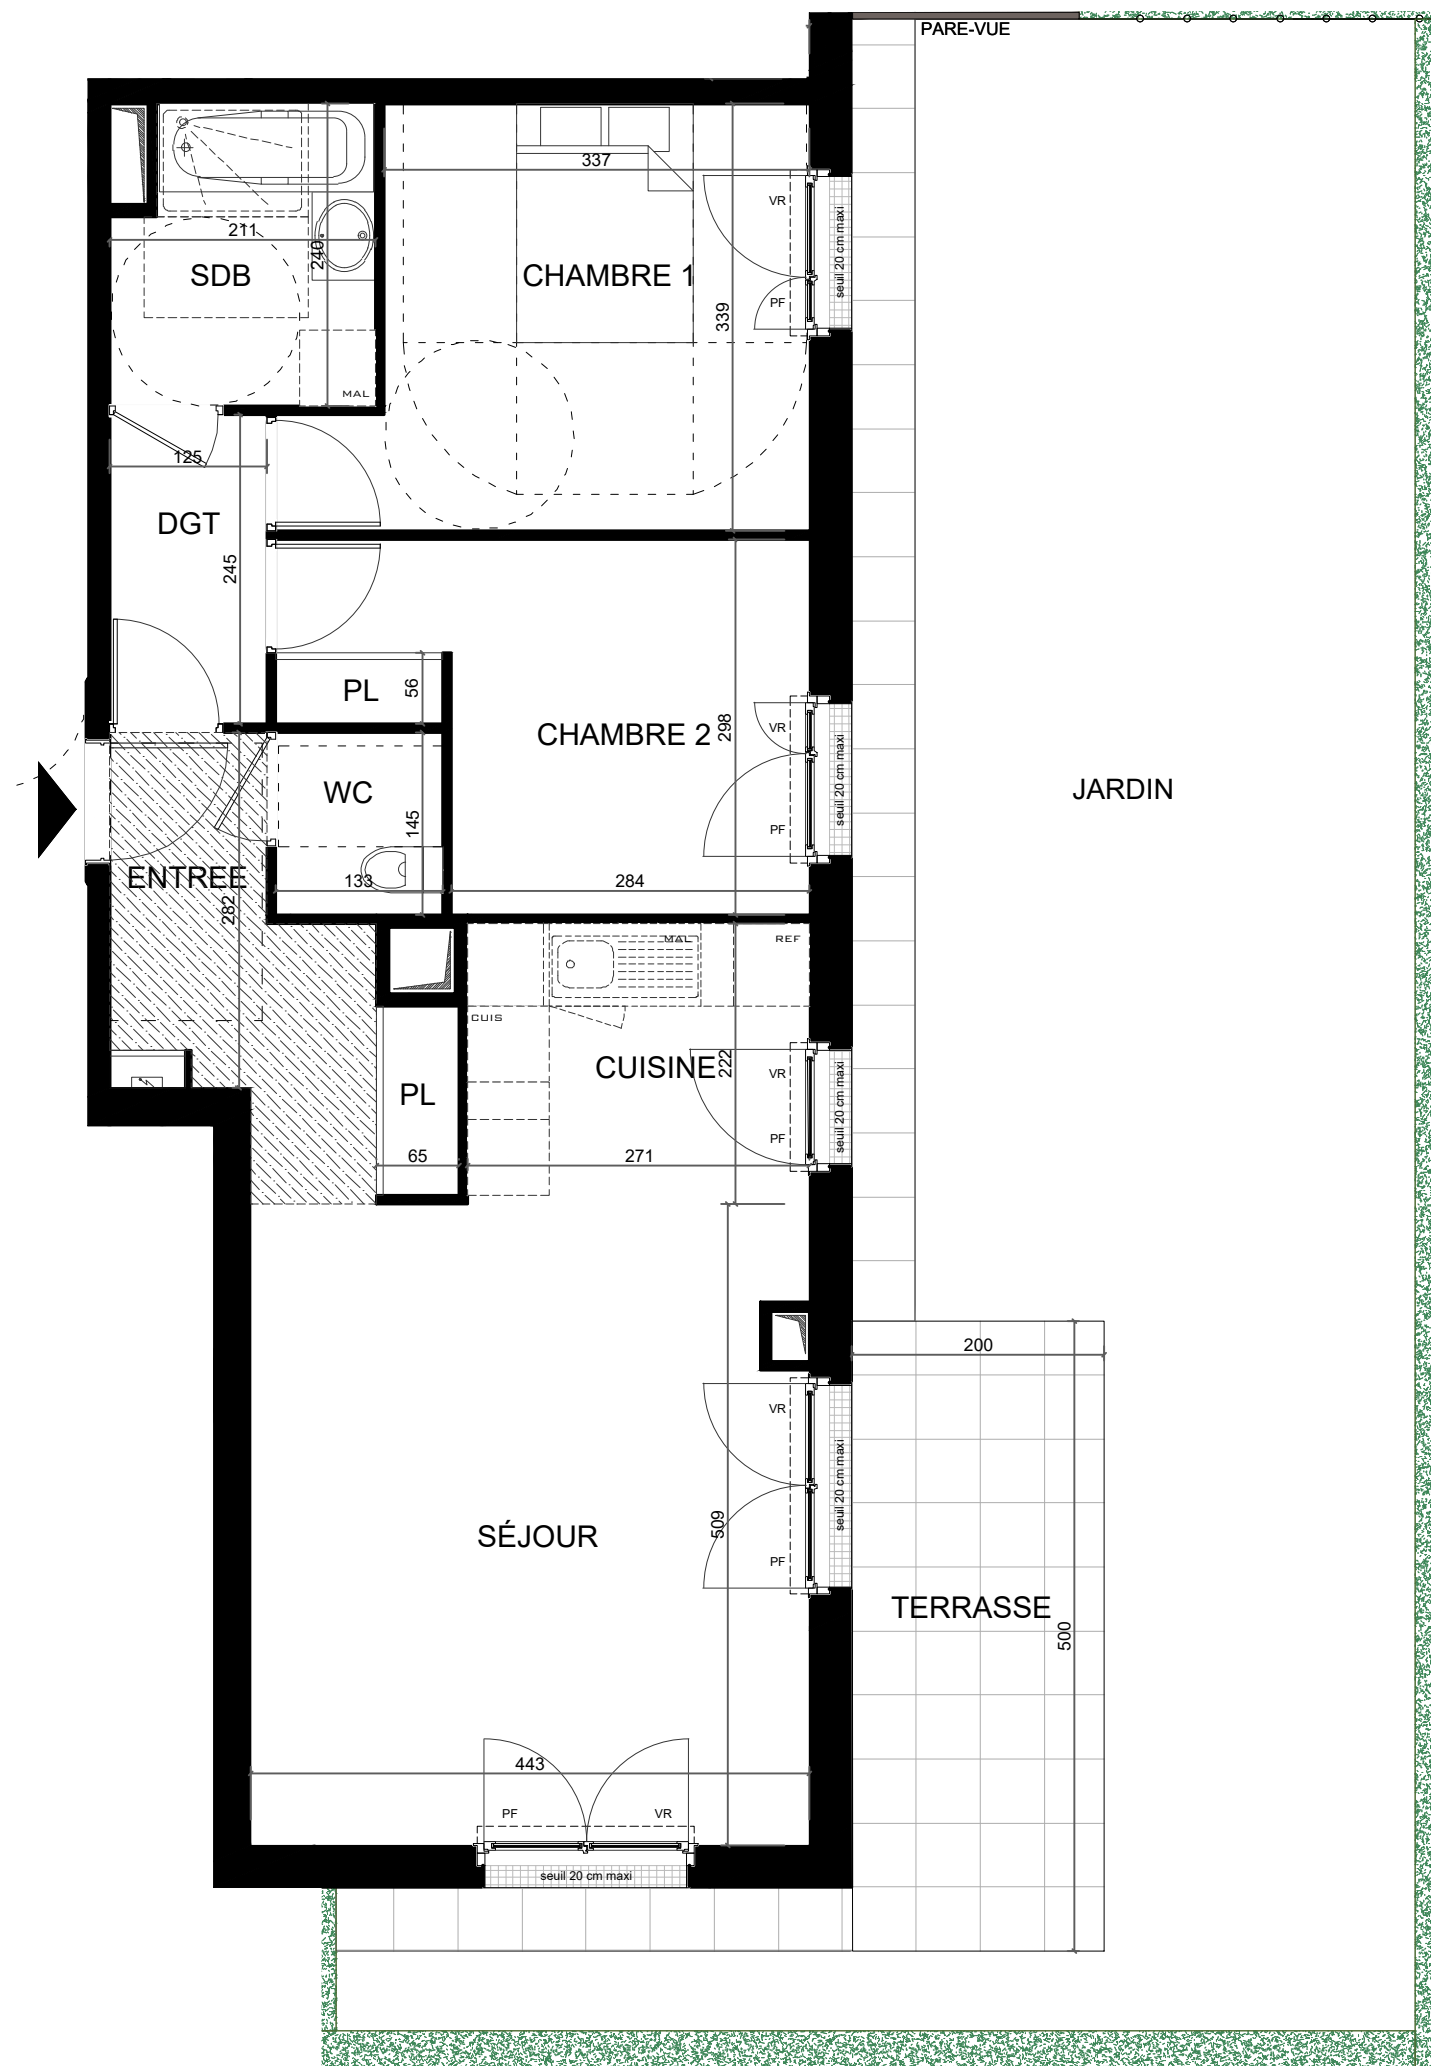 PARE-VUE
337
VR
seuil 20 cm maxi
211
240
SDB
CHAMBRE 1
PF
339
MAL
125
DGT
245
PL
56
CHAMBRE 2
298
VR
seuil 20 cm maxi
JARDIN
WC
145
PF
ENTREE
133
284
282
MAL
REF
CUIS
CUISINE
222
VR
seuil 20 cm maxi
PL
PF
65
271
200
VR
seuil 20 cm maxi
509
SÉJOUR
PF
TERRASSE
500
443
PF
VR
seuil 20 cm maxi